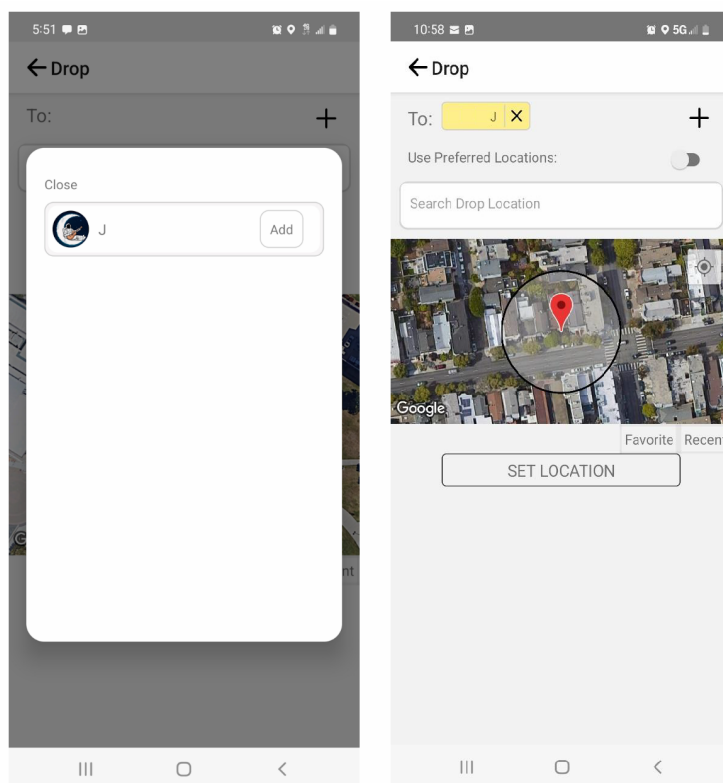 5:51
Drop
To:
Close
J
Add
nt
10:58
5G
Drop
To:
J
Use Preferred Locations:
Search Drop Location
Google
Favorite
Recent
SET LOCATION